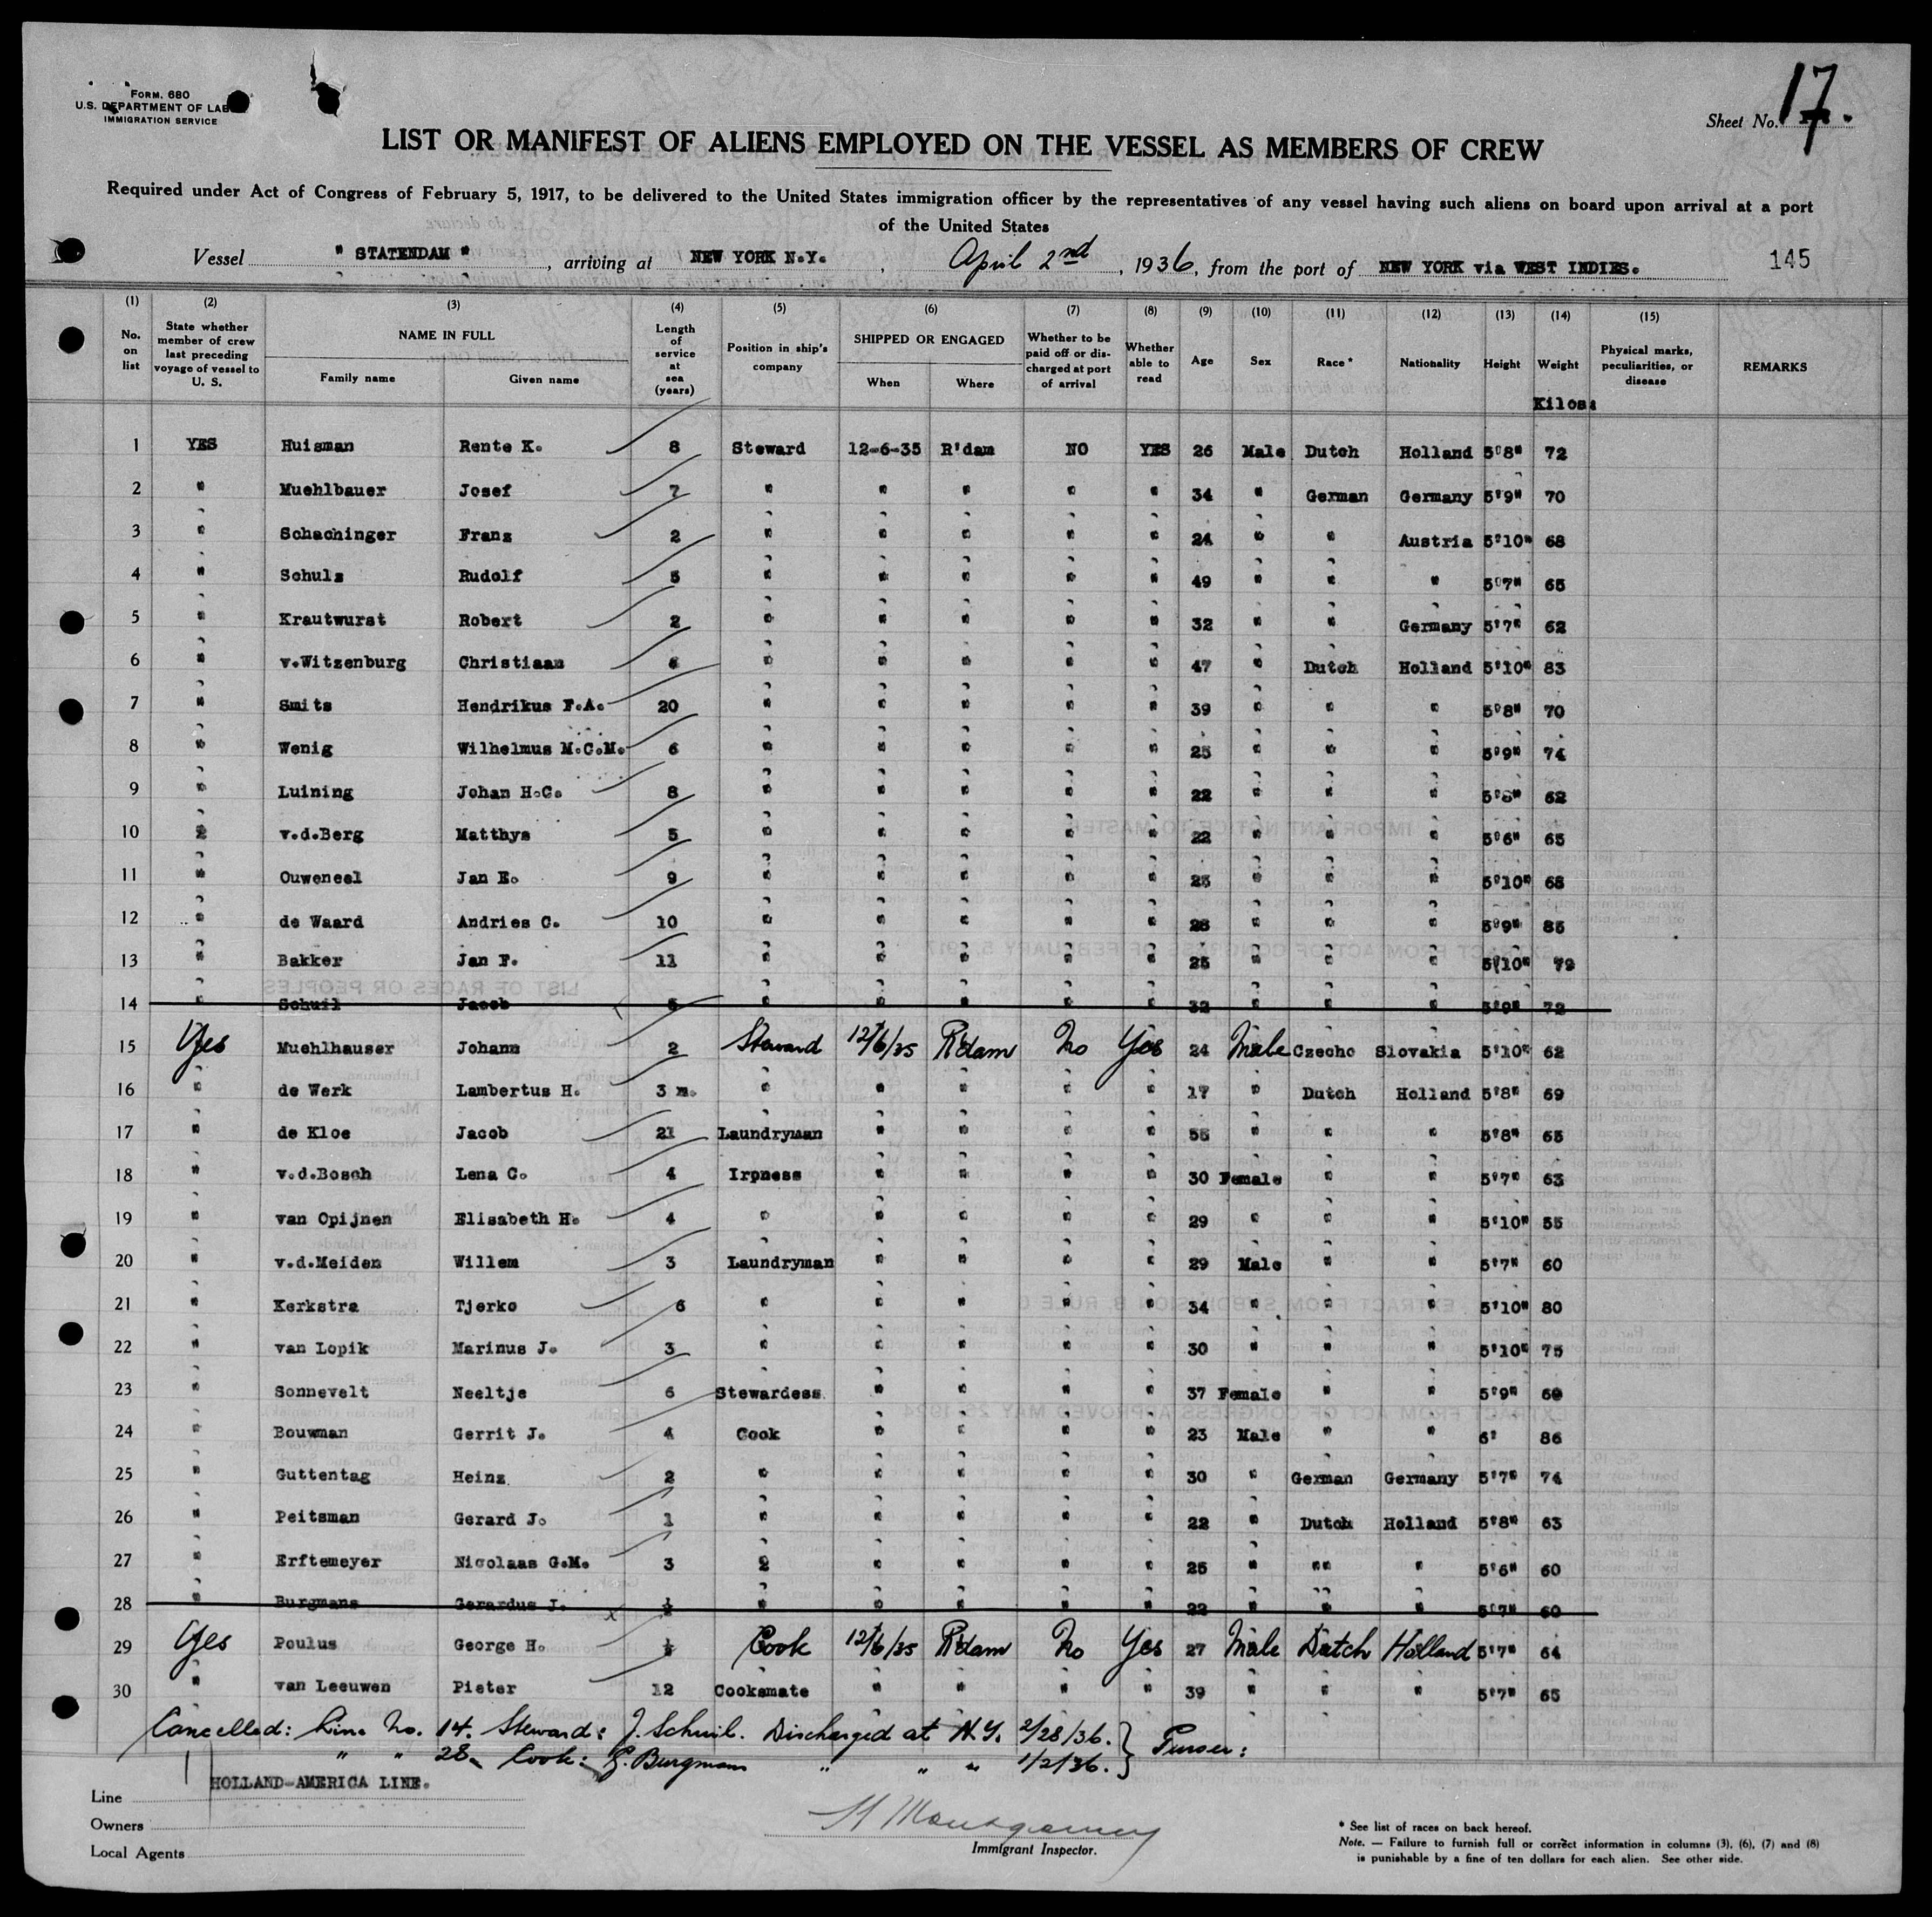 FORM. 680
U.S. DEPARTMENT OF LAB
IMMIGRATION SERVICE
Sheet No. 17.
LIST OR MANIFEST OF ALIENS EMPLOYED ON THE VESSEL AS MEMBERS OF CREW
Required under Act of Congress of February 5, 1917, to be delivered to the United States immigration officer by the representatives of any vessel having such aliens on board upon arrival at a port
of the United States
Vessel " STATENDAM ", arriving at NEW YORK N.Y., April 2nd, 1936, from the port of NEW YORK via WEST INDIES. 145
(1) (2) (3) (4) (5) (6) (7) (8) (9) (10) (11) (12) (13) (14) (15)
No. on list State whether member of crew last preceding voyage of vessel to U. S. NAME IN FULL Family name Given name Length of service at sea (years) Position in ship's company SHIPPED OR ENGAGED When Where Whether to be paid off or discharged at port of arrival Whether able to read Age Sex Race * Nationality Height Weight Physical marks, peculiarities, or disease REMARKS
Kilos:
1 YES Huisman Rente K. 8 Steward 12-6-35 R'dam NO YES 26 Male Dutch Holland 5'8" 72
2 " Muehlbauer Josef 7 " " " " " 34 " German Germany 5'9" 70
3 " Schachinger Franz 2 " " " " " 24 " " Austria 5'10" 68
4 " Schulz Rudolf 5 " " " " " 49 " " " 5'7" 65
5 " Krautwurst Robert 2 " " " " " 32 " " Germany 5'7" 62
6 " v.Witzenburg Christiaan " " " " " 47 " Dutch Holland 5'10" 83
7 " Smits Hendrikus F.A. 20 " " " " " 39 " " " 5'8" 70
8 " Wenig Wilhelmus M.C.M. 6 " " " " " 25 " " " 5'9" 74
9 " Luining Johan H.C. 8 " " " " " 22 " " " 5'8" 62
10 2 v.d.Berg Matthys 5 " " " " " 22 " " " 5'6" 65
11 " Ouweneel Jan E. 9 " " " " " 25 " " " 5'10" 68
12 " de Waard Andries C. 10 " " " " " 28 " " " 5'9" 85
13 " Bakker Jan F. 11 " " " " " 25 " " " 5'10" 79
14 " Schuil Jacob 5 " " " " " 32 " " " 5'9" 72
15 Yes Muehlhauser Johann 2 Steward 12/6/35 R'dam No Yes 24 Male Czecho Slovakia 5'10" 62
16 " de Werk Lambertus H. 3 m. " " " " " 17 " Dutch Holland 5'8" 69
17 " de Kloe Jacob 21 Laundryman " " " " 55 " " " 5'8" 65
18 " v.d.Bosch Lena C. 4 Ironess " " " " 30 Female " " 5'7" 63
19 " van Opijnen Elisabeth H. 4 " " " " " 29 " " " 5'10" 55
20 " v.d.Meiden Willem 3 Laundryman " " " " 29 Male " " 5'7" 60
21 " Kerkstra Tjerko 6 " " " " " 34 " " " 5'10" 80
22 " van Lopik Marinus J. 3 " " " " " 30 " " " 5'10" 75
23 " Sonnevelt Neeltje 6 Stewardess " " " " 37 Female " " 5'9" 60
24 " Bouwman Gerrit J. 4 Cook " " " " 23 Male " " 6' 86
25 " Guttentag Heinz 2 " " " " " 30 " German Germany 5'7" 74
26 " Peitsman Gerard J. 1 " " " " " 22 " Dutch Holland 5'8" 63
27 " Erftemeyer Nicolaas G.M. 3 2 " " " " 25 " "" " 5'6" 60
28 " Burgmans Gerardus J. x ½ " " " " " 22 " " " 5'7" 60
29 Yes Poulus George H. ½ Cook 12/6/35 R'dam No Yes 27 Male Dutch Holland 5'7" 64
30 " van Leeuwen Pieter 12 Cooksmate " " " " 39 " " " 5'7" 65
Cancelled: Line No. 14. Steward: J. Schuil. Discharged at N.Y. 2/28/36. } Purser:
" " 28. Cook: G. Burgmans " " " 1/2/36.
Line HOLLAND-AMERICA LINE.
Owners
Local Agents
H Montgomery
Immigrant Inspector.
* See list of races on back hereof.
Note. — Failure to furnish full or correct information in columns (3), (6), (7) and (8)
is punishable by a fine of ten dollars for each alien. See other side.